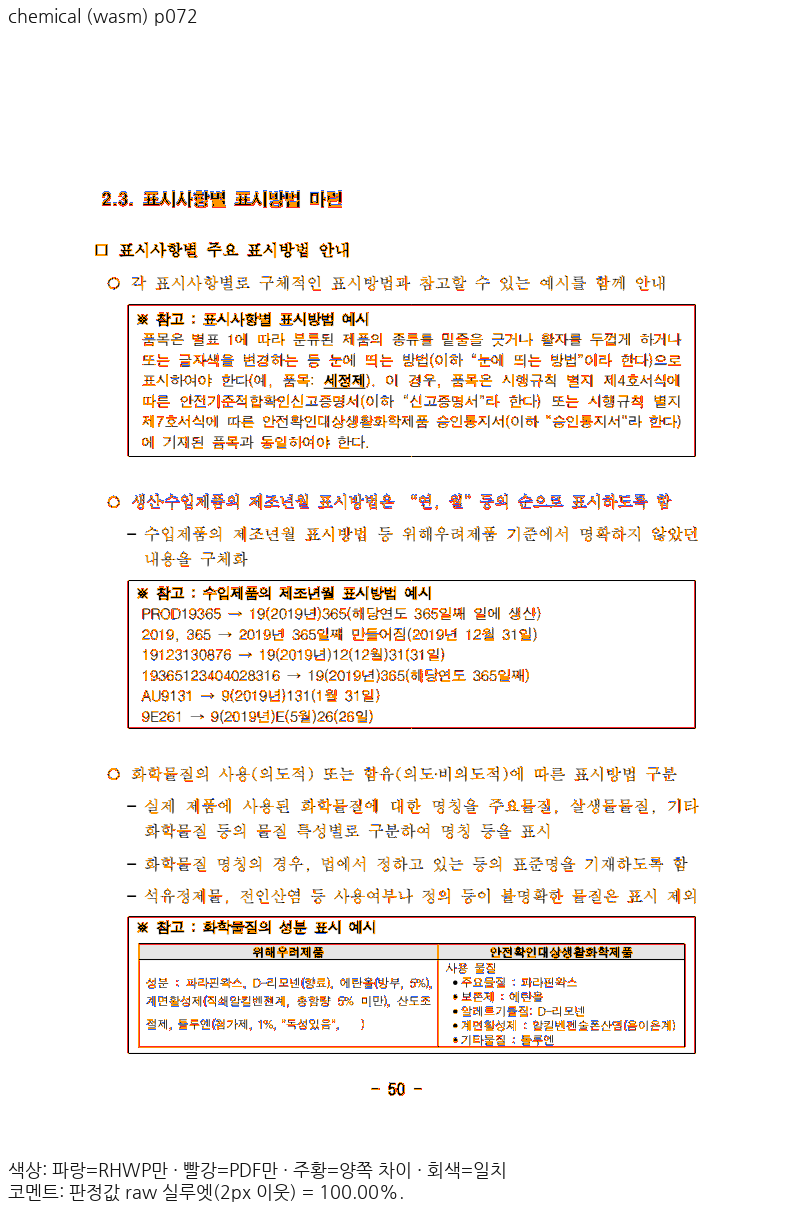 chemical (wasm) p072
2.3. 표시사항별 표시방법 마련
□ 표시사항별 주요 표시방법 안내
○ 각 표시사항별로 구체적인 표시방법과 참고할 수 있는 예시를 함께 안내
※ 참고 : 표시사항별 표시방법 예시
품목은 별표 1에 따라 분류된 제품의 종류를 밑줄을 긋거나 활자를 두껍게 하거나
또는 글자색을 변경하는 등 눈에 띄는 방법(이하 “눈에 띄는 방법”이라 한다)으로
표시하여야 한다(예, 품목: 세정제). 이 경우, 품목은 시행규칙 별지 제4호서식에
따른 안전기준적합확인신고증명서(이하 “신고증명서”라 한다) 또는 시행규칙 별지
제7호서식에 따른 안전확인대상생활화학제품 승인통지서(이하 “승인통지서“라 한다)
에 기재된 품목과 동일하여야 한다.
○ 생산·수입제품의 제조년월 표시방법은 “연, 월” 등의 순으로 표시하도록 함
- 수입제품의 제조년월 표시방법 등 위해우려제품 기준에서 명확하지 않았던
내용을 구체화
※ 참고 : 수입제품의 제조년월 표시방법 예시
PROD19365 → 19(2019년)365(해당연도 365일째 일에 생산)
2019, 365 → 2019년 365일째 만들어짐(2019년 12월 31일)
19123130876 → 19(2019년)12(12월)31(31일)
19365123404028316 → 19(2019년)365(해당연도 365일째)
AU9131 → 9(2019년)131(1월 31일)
9E261 → 9(2019년)E(5월)26(26일)
○ 화학물질의 사용(의도적) 또는 함유(의도·비의도적)에 따른 표시방법 구분
- 실제 제품에 사용된 화학물질에 대한 명칭을 주요물질, 살생물물질, 기타
화학물질 등의 물질 특성별로 구분하여 명칭 등을 표시
- 화학물질 명칭의 경우, 법에서 정하고 있는 등의 표준명을 기재하도록 함
- 석유정제물, 전인산염 등 사용여부나 정의 등이 불명확한 물질은 표시 제외
※ 참고 : 화학물질의 성분 표시 예시
위해우려제품
성분 : 파라핀왁스, D-리모넨(향료), 에탄올(방부, 5%),
계면활성제(직쇄알킬벤젠계, 총함량 5% 미만), 산도조
절제, 톨루엔(첨가제, 1%, “독성있음”, )
안전확인대상생활화학제품
사용 물질
• 주요물질 : 파라핀왁스
• 보존제 : 에탄올
• 알레르기물질: D-리모넨
• 계면활성제 : 알킬벤젠술폰산염(음이온계)
• 기타물질 : 톨루엔
- 50 -
색상: 파랑=RHWP만 · 빨강=PDF만 · 주황=양쪽 차이 · 회색=일치
코멘트: 판정값 raw 실루엣(2px 이웃) = 100.00%.